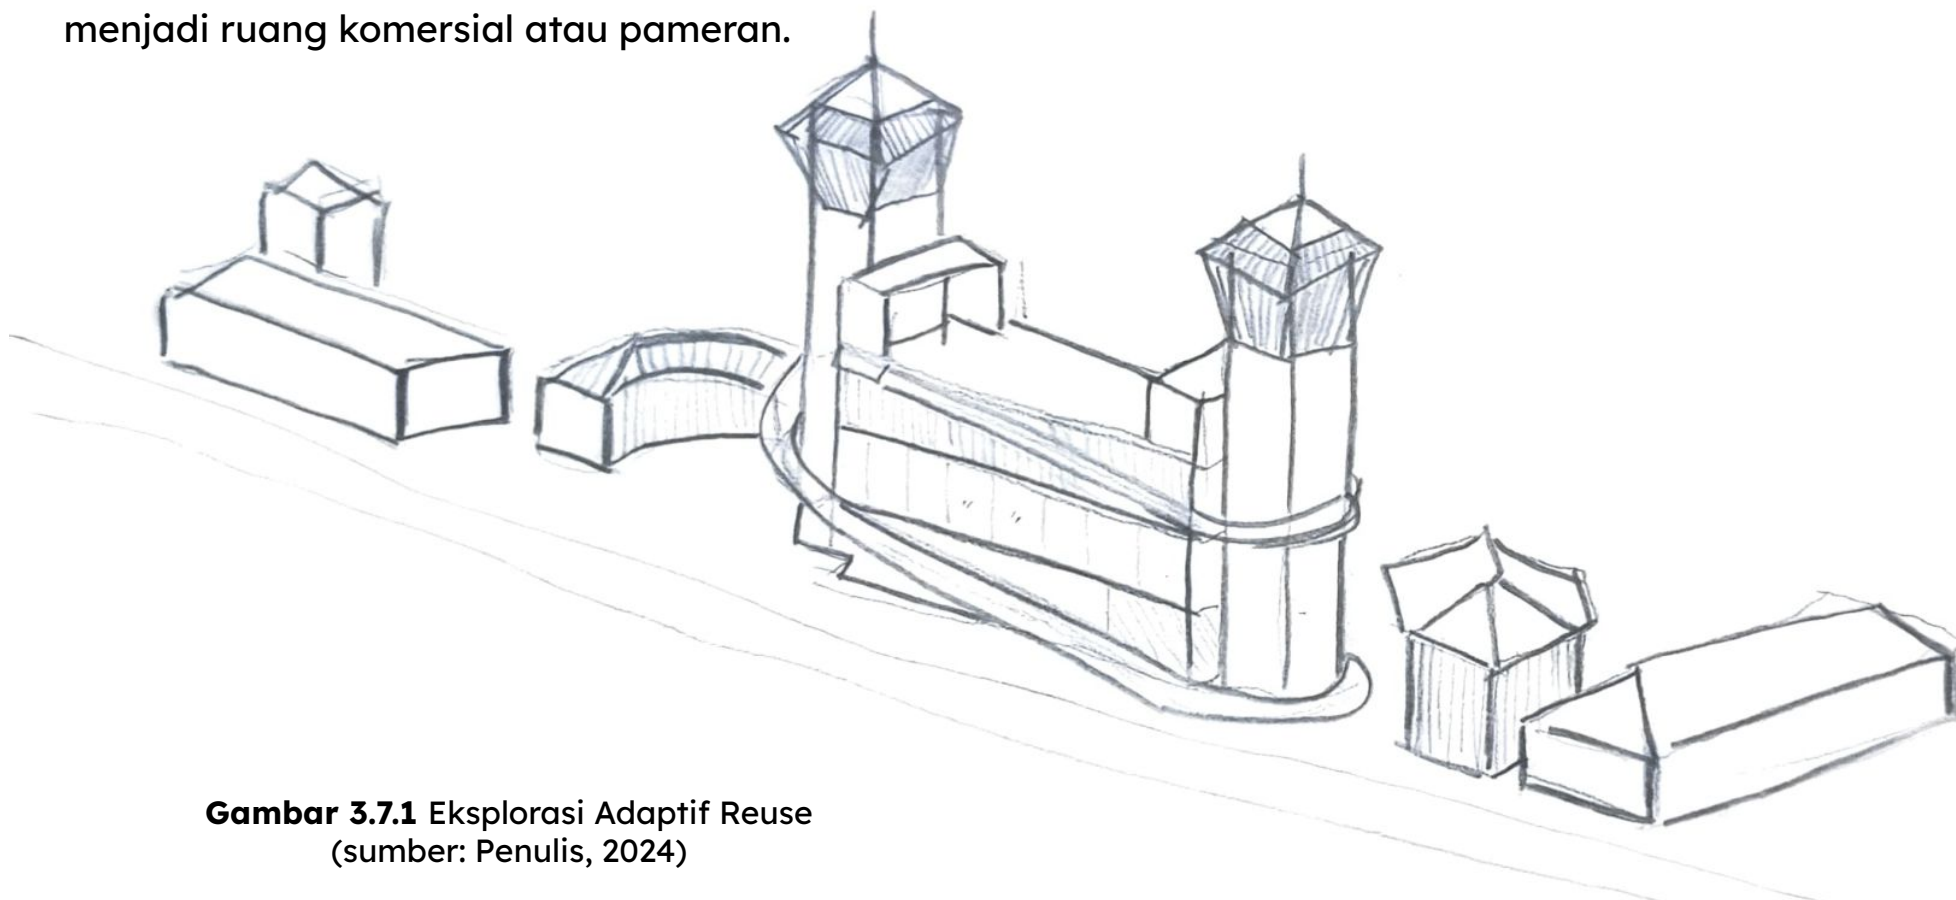 menjadi ruang komersial atau pameran.
Gambar 3.7.1 Eksplorasi Adaptif Reuse
(sumber: Penulis, 2024)